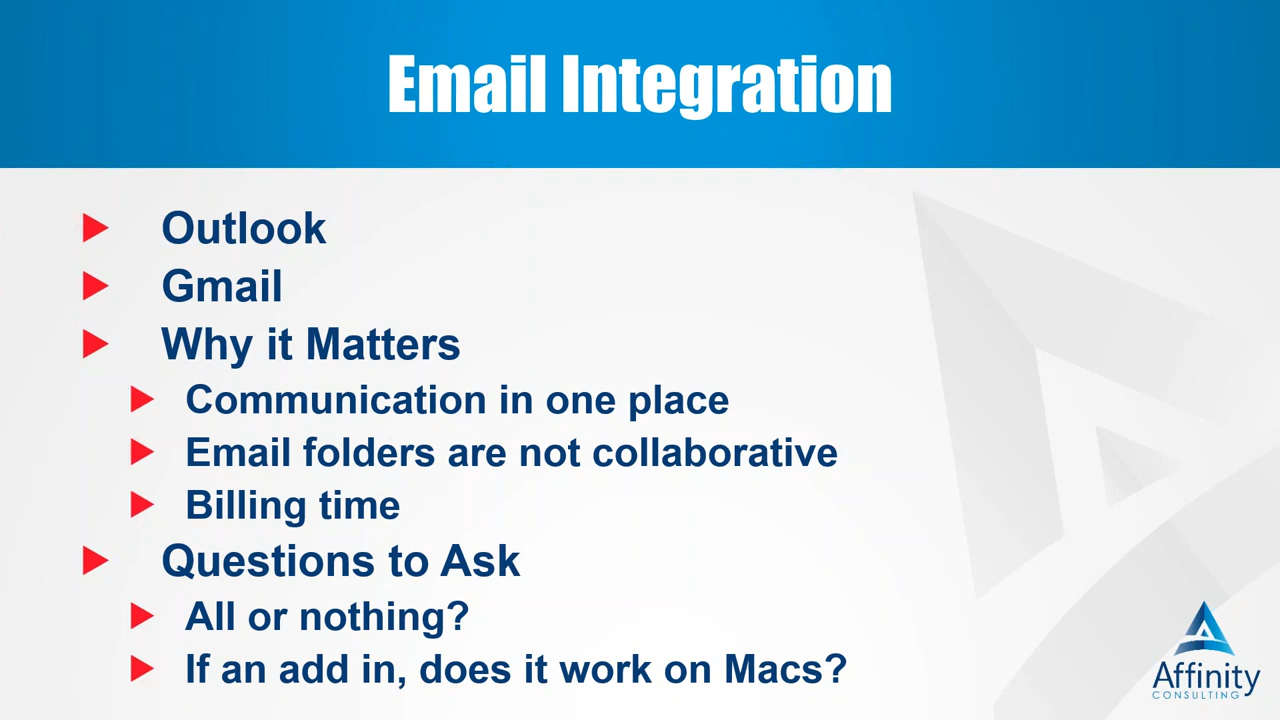 Email Integration
Outlook
Gmail
Why it Matters
Communication in one place
Email folders are not collaborative
Billing time
Questions to Ask
All or nothing?
If an add in, does it work on Macs?
Affinity
CONSULTING